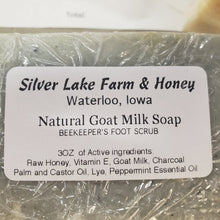 Total
Silver Lake Farm & Honey
Waterloo, Iowa
Natural Goat Milk Soap
BEEKEEPER'S FOOT SCRUB
3OZ of Active ingredients:
Raw Honey, Vitamin E, Goat Milk, Charcoal
Palm and Castor Oil, Lye, Peppermint Essential Oil